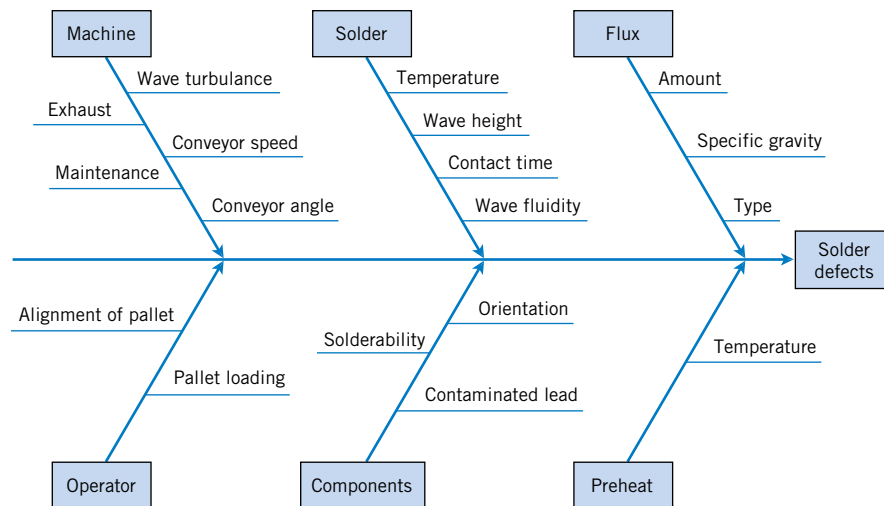 Machine
Solder
Flux
Wave turbulance
Exhaust
Conveyor speed
Maintenance
Conveyor angle
Temperature
Wave height
Contact time
Wave fluidity
Amount
Specific gravity
Type
Solder
defects
Alignment of pallet
Pallet loading
Orientation
Solderability
Contaminated lead
Temperature
Operator
Components
Preheat